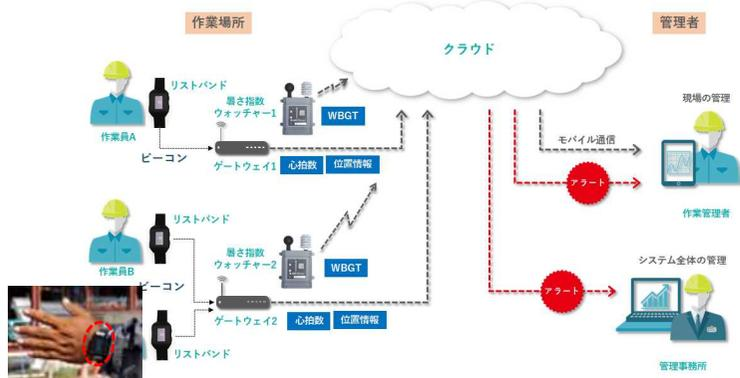 作業場所
管理者
クラウド
リストバンド
暑さ指数
ウォッチャー1
WBGT
現場の管理
作業員A
モバイル通信
ビーコン
ゲートウェイ1
心拍数
位置情報
アラート
作業管理者
リストバンド
暑さ指数
ウォッチャー2
WBGT
システム全体の管理
作業員B
ビーコン
アラート
ゲートウェイ2
心拍数
位置情報
リストバンド
管理事務所